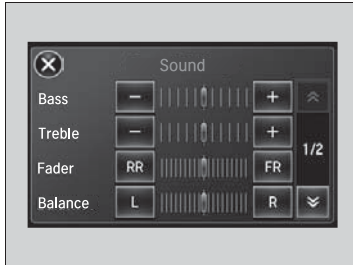 Sound
Bass − +
Treble − +
Fader RR FR
1/2
Balance L R